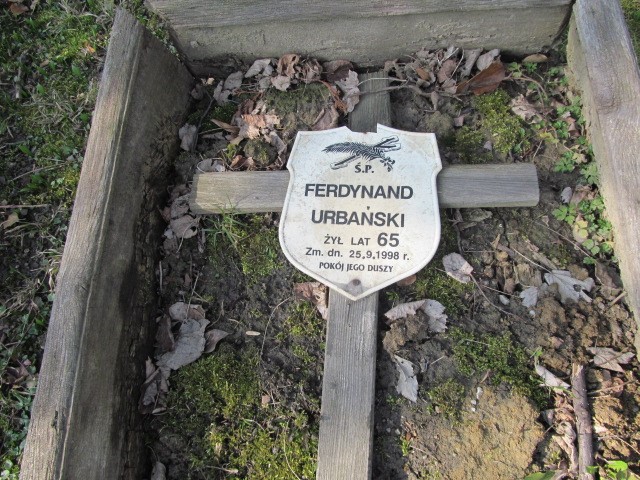 Ś.P.
FERDYNAND
URBAŃSKI
ŻYŁ LAT 65
Zm. dn. 25.9.1998 r.
POKÓJ JEGO DUSZY